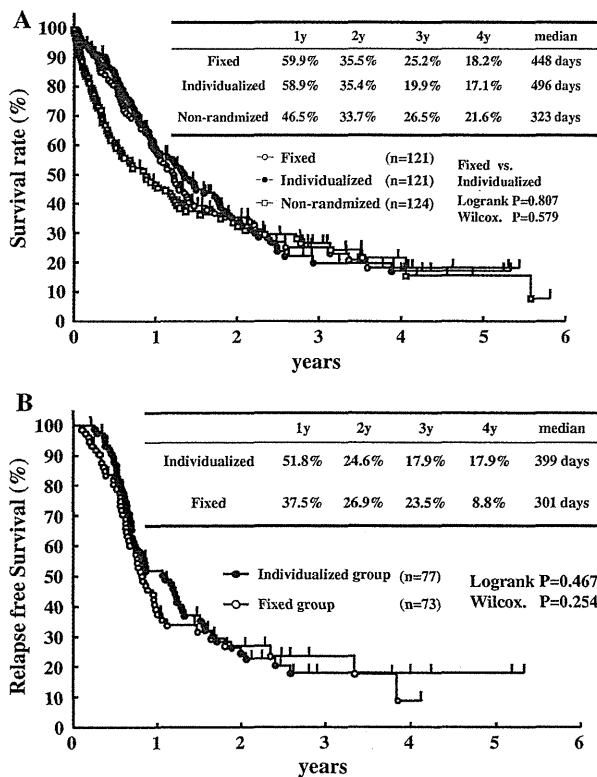 A
1y 2y 3y 4y median
Fixed 59.9% 35.5% 25.2% 18.2% 448 days
Individualized 58.9% 35.4% 19.9% 17.1% 496 days
Non-randmized 46.5% 33.7% 26.5% 21.6% 323 days
Fixed (n=121)
Individualized (n=121)
Non-randmized (n=124)
Fixed vs.
Individualized
Logrank P=0.807
Wilcox. P=0.579
Survival rate (%)
100
90
80
70
60
50
40
30
20
10
0
0 1 2 3 4 5 6
years
B
1y 2y 3y 4y median
Individualized 51.8% 24.6% 17.9% 17.9% 399 days
Fixed 37.5% 26.9% 23.5% 8.8% 301 days
Individualized group (n=77)
Fixed group (n=73)
Logrank P=0.467
Wilcox. P=0.254
Relapse free Survival (%)
100
90
80
70
60
50
40
30
20
10
0
0 1 2 3 4 5 6
years